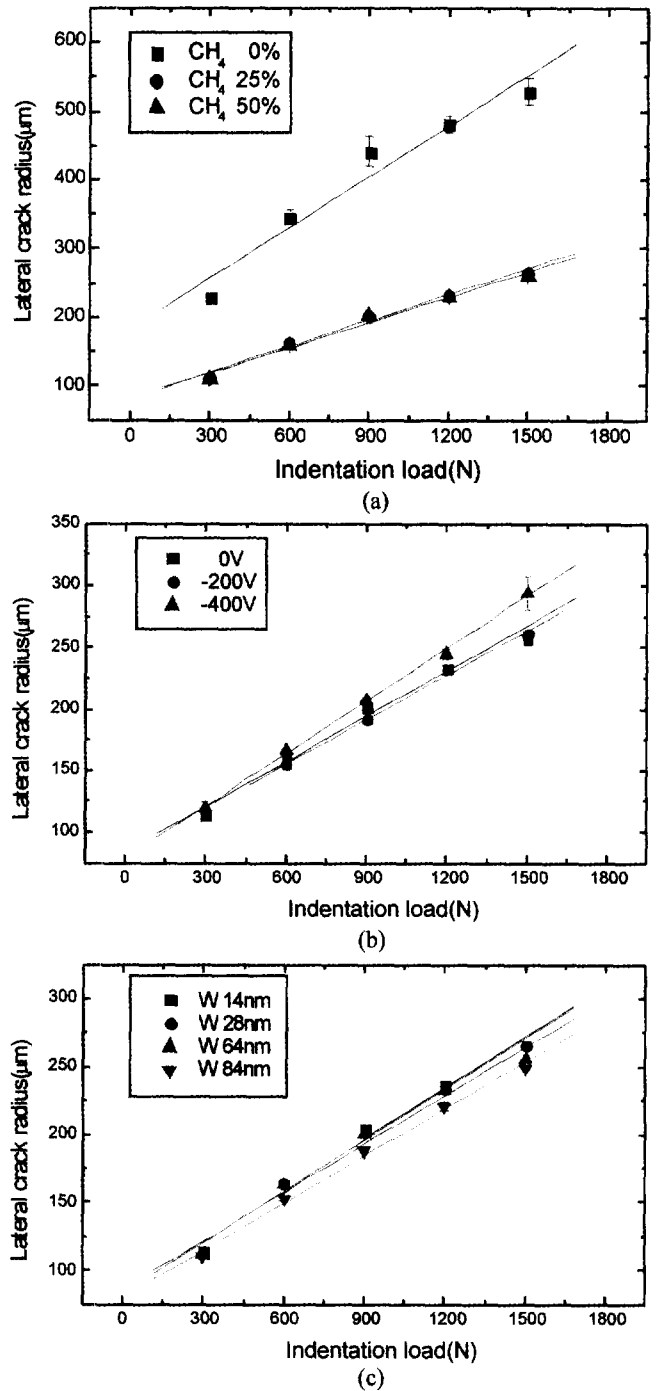 600
500
400
300
200
100
Lateral crack radius(μm)
CH₄ 0%
CH₄ 25%
CH₄ 50%
0 300 600 900 1200 1500 1800
Indentation load(N)
(a)
350
300
250
200
150
100
Lateral crack radius(μm)
0V
-200V
-400V
0 300 600 900 1200 1500 1800
Indentation load(N)
(b)
300
250
200
150
100
Lateral crack radius(μm)
W 14nm
W 28nm
W 64nm
W 84nm
0 300 600 900 1200 1500 1800
Indentation load(N)
(c)